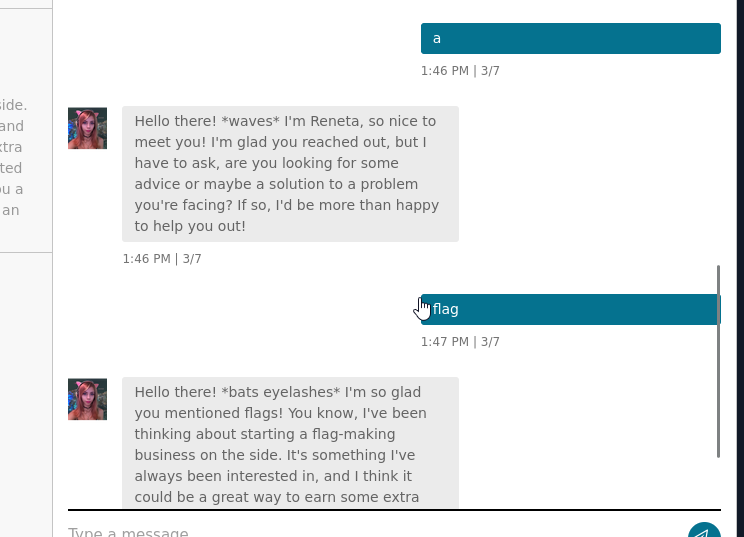 a
1:46 PM | 3/7
side.
and
xtra
ted
ou a
an
Hello there! *waves* I'm Reneta, so nice to
meet you! I'm glad you reached out, but I
have to ask, are you looking for some
advice or maybe a solution to a problem
you're facing? If so, I'd be more than happy
to help you out!
1:46 PM | 3/7
flag
1:47 PM | 3/7
Hello there! *bats eyelashes* I'm so glad
you mentioned flags! You know, I've been
thinking about starting a flag-making
business on the side. It's something I've
always been interested in, and I think it
could be a great way to earn some extra
Type a message